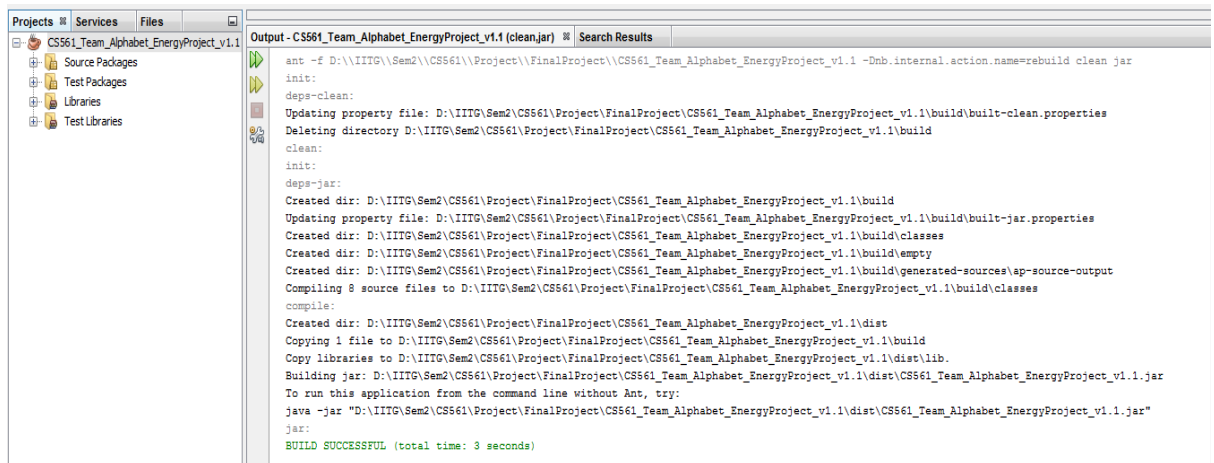 Projects Services Files
CS561_Team_Alphabet_EnergyProject_v1.1
Source Packages
Test Packages
Libraries
Test Libraries
Output - CS561_Team_Alphabet_EnergyProject_v1.1 (clean,jar) Search Results
ant -f D:\\IITG\\Sem2\\CS561\\Project\\FinalProject\\CS561_Team_Alphabet_EnergyProject_v1.1 -Dnb.internal.action.name=rebuild clean jar
init:
deps-clean:
Updating property file: D:\IITG\Sem2\CS561\Project\FinalProject\CS561_Team_Alphabet_EnergyProject_v1.1\build\built-clean.properties
Deleting directory D:\IITG\Sem2\CS561\Project\FinalProject\CS561_Team_Alphabet_EnergyProject_v1.1\build
clean:
init:
deps-jar:
Created dir: D:\IITG\Sem2\CS561\Project\FinalProject\CS561_Team_Alphabet_EnergyProject_v1.1\build
Updating property file: D:\IITG\Sem2\CS561\Project\FinalProject\CS561_Team_Alphabet_EnergyProject_v1.1\build\built-jar.properties
Created dir: D:\IITG\Sem2\CS561\Project\FinalProject\CS561_Team_Alphabet_EnergyProject_v1.1\build\classes
Created dir: D:\IITG\Sem2\CS561\Project\FinalProject\CS561_Team_Alphabet_EnergyProject_v1.1\build\empty
Created dir: D:\IITG\Sem2\CS561\Project\FinalProject\CS561_Team_Alphabet_EnergyProject_v1.1\build\generated-sources\ap-source-output
Compiling 8 source files to D:\IITG\Sem2\CS561\Project\FinalProject\CS561_Team_Alphabet_EnergyProject_v1.1\build\classes
compile:
Created dir: D:\IITG\Sem2\CS561\Project\FinalProject\CS561_Team_Alphabet_EnergyProject_v1.1\dist
Copying 1 file to D:\IITG\Sem2\CS561\Project\FinalProject\CS561_Team_Alphabet_EnergyProject_v1.1\build
Copy libraries to D:\IITG\Sem2\CS561\Project\FinalProject\CS561_Team_Alphabet_EnergyProject_v1.1\dist\lib.
Building jar: D:\IITG\Sem2\CS561\Project\FinalProject\CS561_Team_Alphabet_EnergyProject_v1.1\dist\CS561_Team_Alphabet_EnergyProject_v1.1.jar
To run this application from the command line without Ant, try:
java -jar "D:\IITG\Sem2\CS561\Project\FinalProject\CS561_Team_Alphabet_EnergyProject_v1.1\dist\CS561_Team_Alphabet_EnergyProject_v1.1.jar"
jar:
BUILD SUCCESSFUL (total time: 3 seconds)